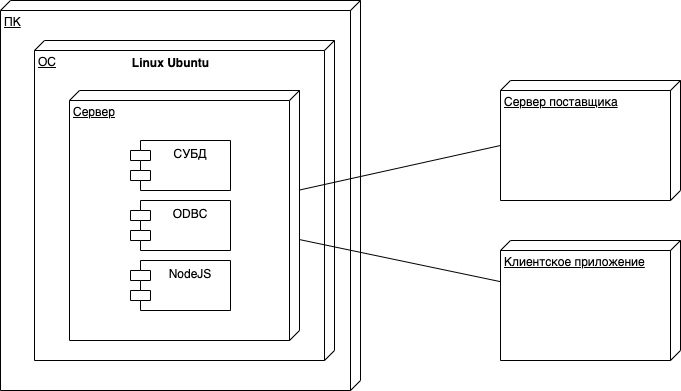 ПК
ОС
Linux Ubuntu
Сервер
СУБД
ODBC
NodeJS
Сервер поставщика
Клиентское приложение